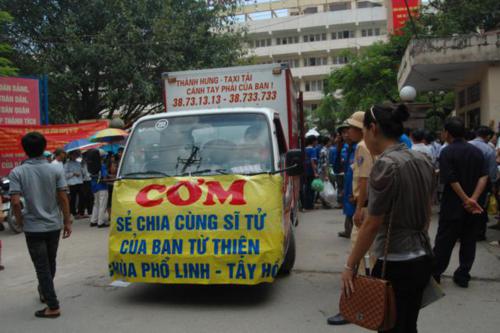 THÀNH HƯNG - TAXI TẢI
CÁNH TAY PHẢI CỦA BẠN !
38.73.13.13 - 38.733.733
CƠM
SẺ CHIA CÙNG SĨ TỬ
CỦA BAN TỪ THIỆN
CHÙA PHỔ LINH - TÂY HỒ